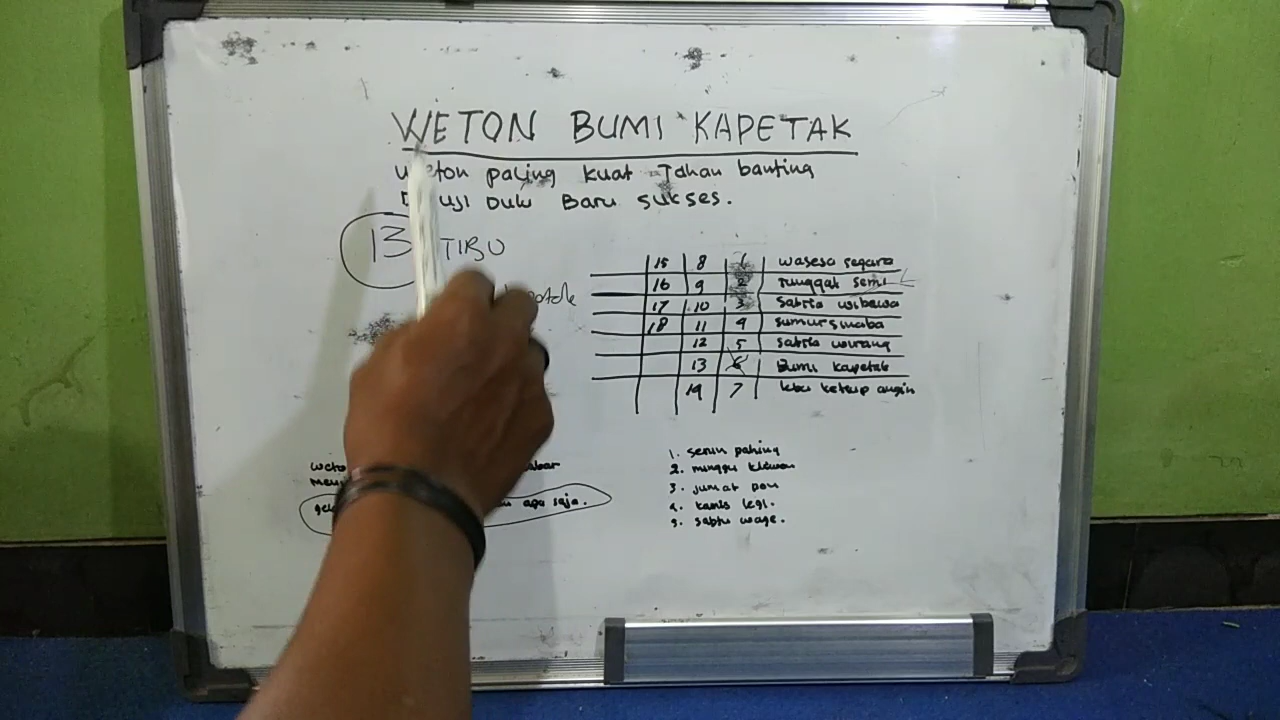 WETON BUMI KAPETAK
Weton paling kuat Tahan banting
uji Dulu Baru sukses.
13 TIBU
15 8 1 wasesa segara
16 9 2 tunggak semi
17 10 3 satria wibawa
18 11 4 sumur sinaba
12 5 satria wirang
13 6 Bumi kapetak
14 7 lebu ketiup angin
apa saja.
1. senin pahing
2. minggu kliwon
3. jumat pon
4. kamis legi.
5. sabtu wage.